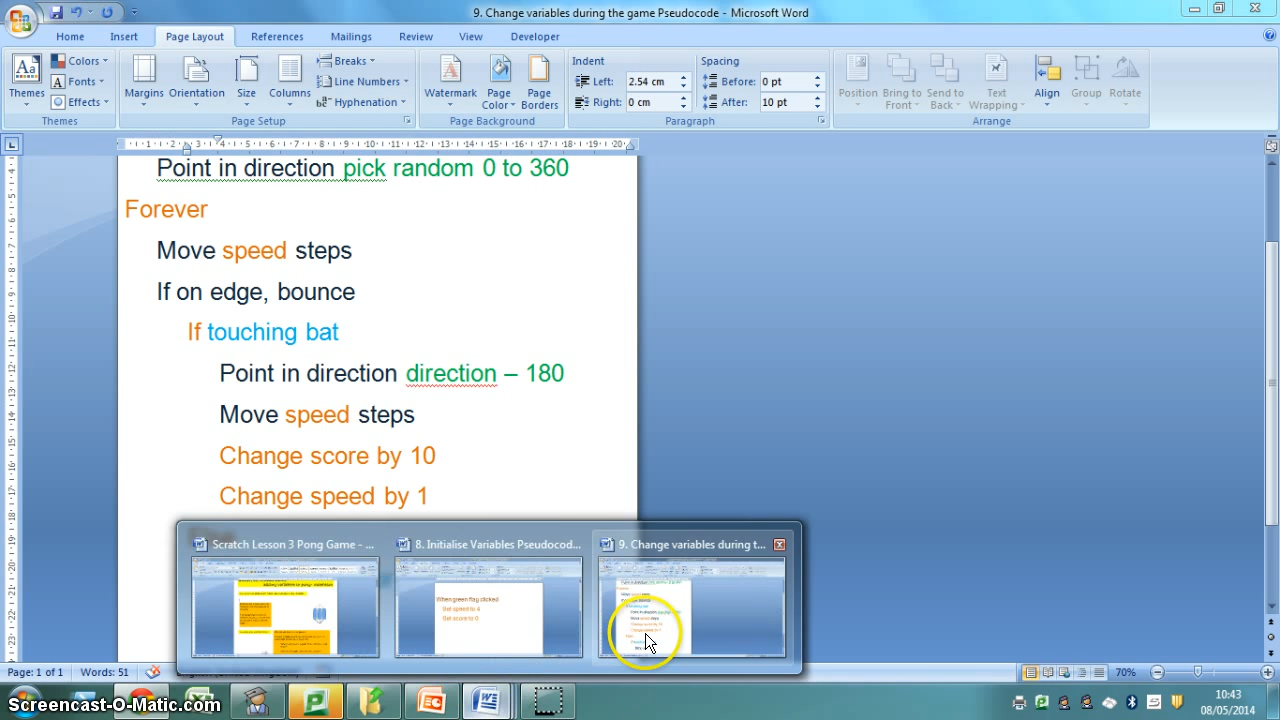 9. Change variables during the game Pseudocode - Microsoft Word
Home Insert Page Layout References Mailings Review View Developer
Themes
Colors
Fonts
Effects
Themes
Margins
Orientation
Size
Columns
Breaks
Line Numbers
Hyphenation
Page Setup
Watermark
Page Color
Page Borders
Page Background
Indent
Left: 2.54 cm
Right: 0 cm
Spacing
Before: 0 pt
After: 10 pt
Paragraph
Position
Bring to Front
Send to Back
Text Wrapping
Align
Group
Rotate
Arrange
Point in direction pick random 0 to 360
Forever
Move speed steps
If on edge, bounce
If touching bat
Point in direction direction – 180
Move speed steps
Change score by 10
Change speed by 1
Scratch Lesson 3 Pong Game - ...
8. Initialise Variables Pseudocod...
9. Change variables during t...
When green flag clicked
Set speed to 4
Set score to 0
Page: 1 of 1 Words: 51
70%
Screencast-O-Matic.com
10:43
08/05/2014